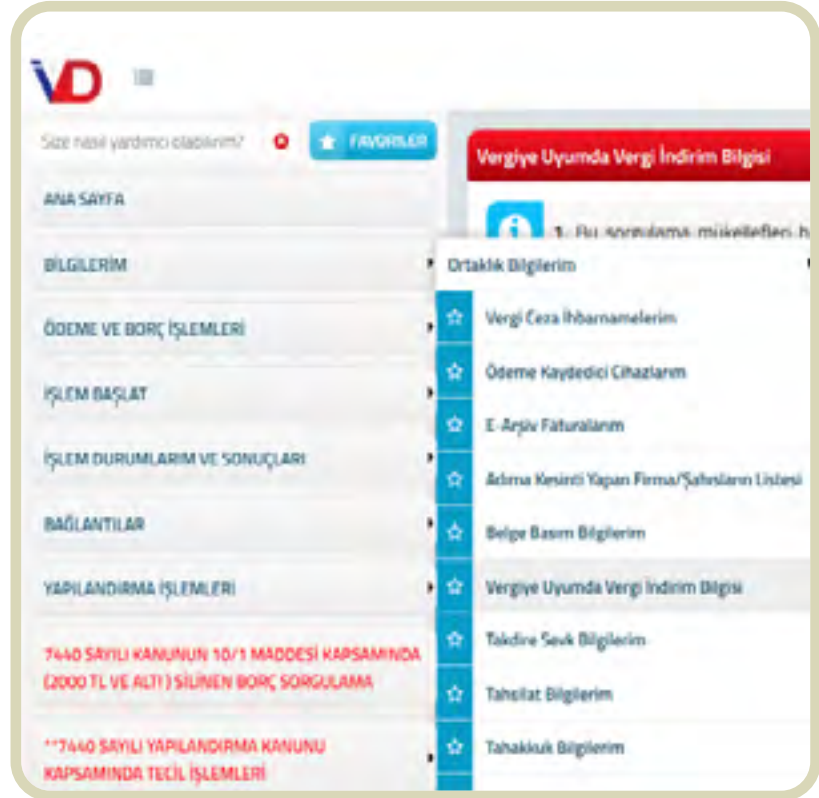 İVD
Size nasıl yardımcı olabilirim?
FAVORİLER
ANA SAYFA
BİLGİLERİM
ÖDEME VE BORÇ İŞLEMLERİ
İŞLEM BAŞLAT
İŞLEM DURUMLARIM VE SONUÇLARI
BAĞLANTILAR
YAPILANDIRMA İŞLEMLERİ
7440 SAYILI KANUNUN 10/1 MADDESİ KAPSAMINDA
(2000 TL VE ALTI ) SİLİNEN BORÇ SORGULAMA
**7440 SAYILI YAPILANDIRMA KANUNU
KAPSAMINDA TECİL İŞLEMLERİ
Vergiye Uyumda Vergi İndirim Bilgisi
1. Bu sorgulama mükellefleri
Ortaklık Bilgilerim
Vergi Ceza İhbarnamelerim
Ödeme Kaydedici Cihazlarım
E-Arşiv Faturalarım
Adıma Kesinti Yapan Firma/Şahısların Listesi
Belge Basım Bilgilerim
Vergiye Uyumda Vergi İndirim Bilgisi
Takdire Sevk Bilgilerim
Tahsilat Bilgilerim
Tahakkuk Bilgilerim